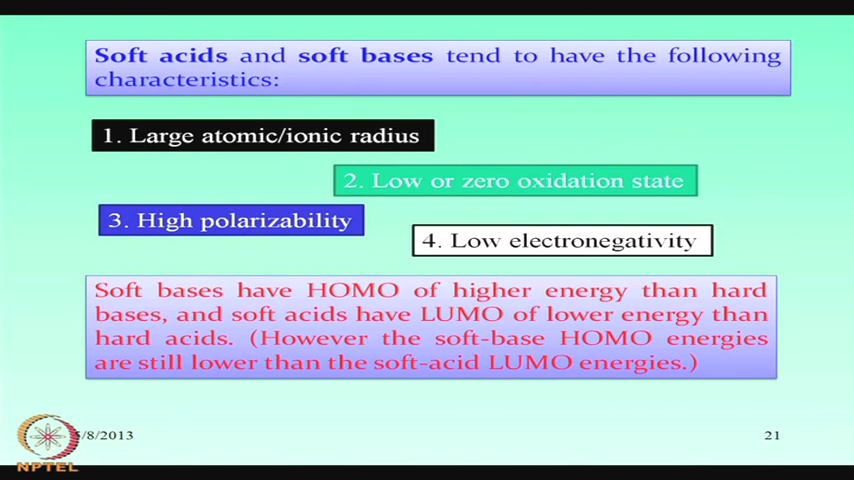 Soft acids and soft bases tend to have the following
characteristics:
1. Large atomic/ionic radius
2. Low or zero oxidation state
3. High polarizability
4. Low electronegativity
Soft bases have HOMO of higher energy than hard
bases, and soft acids have LUMO of lower energy than
hard acids. (However the soft-base HOMO energies
are still lower than the soft-acid LUMO energies.)
5/8/2013
21
NPTEL